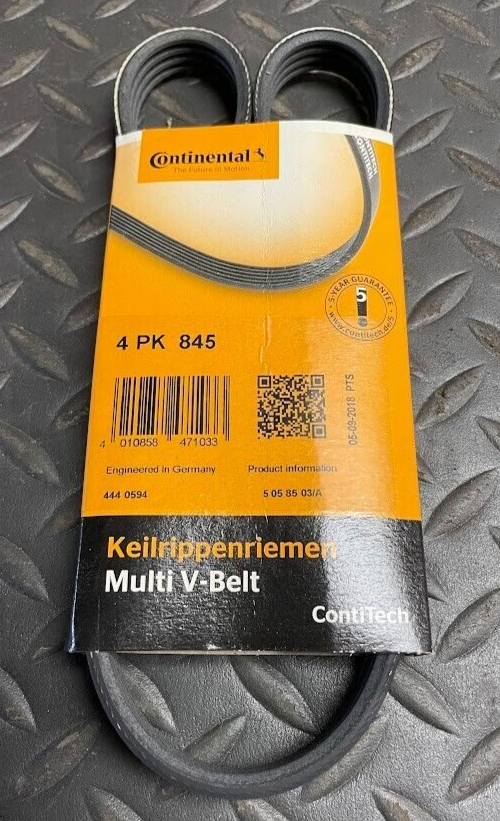 Continental
The Future in Motion
CONTITECH
5 YEAR GUARANTEE
5
www.contitech.de/5
4 PK 845
05-09-2018 PTS
4 010858 471033
Engineered In Germany
Product information
444 0594
5 05 85 03/A
Keilrippenriemen
Multi V-Belt
ContiTech